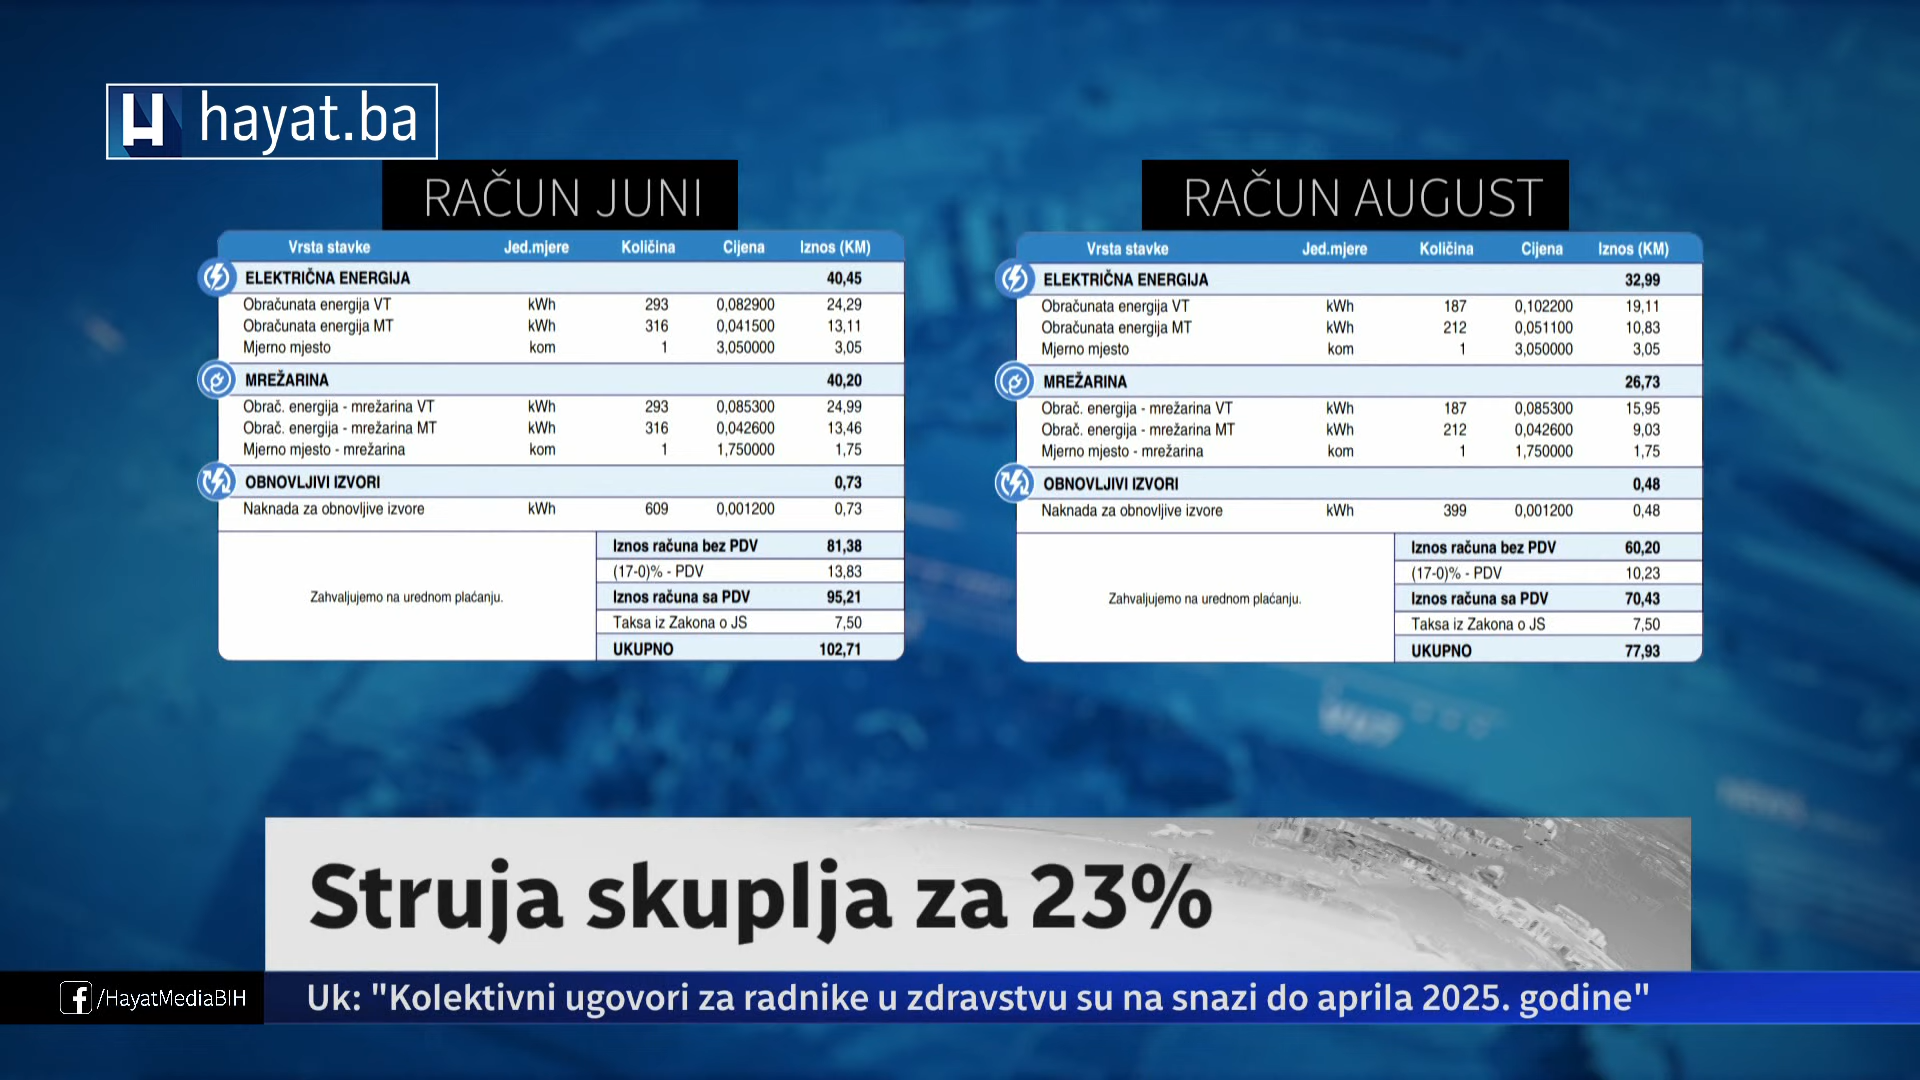 hayat.ba
RAČUN JUNI
Vrsta stavke Jed.mjere Količina Cijena Iznos (KM)
ELEKTRIČNA ENERGIJA 40,45
Obračunata energija VT kWh 293 0,082900 24,29
Obračunata energija MT kWh 316 0,041500 13,11
Mjerno mjesto kom 1 3,050000 3,05
MREŽARINA 40,20
Obrač. energija - mrežarina VT kWh 293 0,085300 24,99
Obrač. energija - mrežarina MT kWh 316 0,042600 13,46
Mjerno mjesto - mrežarina kom 1 1,750000 1,75
OBNOVLJIVI IZVORI 0,73
Naknada za obnovljive izvore kWh 609 0,001200 0,73
Iznos računa bez PDV 81,38
(17-0)% - PDV 13,83
Zahvaljujemo na urednom plaćanju.
Iznos računa sa PDV 95,21
Taksa iz Zakona o JS 7,50
UKUPNO 102,71
RAČUN AUGUST
Vrsta stavke Jed.mjere Količina Cijena Iznos (KM)
ELEKTRIČNA ENERGIJA 32,99
Obračunata energija VT kWh 187 0,102200 19,11
Obračunata energija MT kWh 212 0,051100 10,83
Mjerno mjesto kom 1 3,050000 3,05
MREŽARINA 26,73
Obrač. energija - mrežarina VT kWh 187 0,085300 15,95
Obrač. energija - mrežarina MT kWh 212 0,042600 9,03
Mjerno mjesto - mrežarina kom 1 1,750000 1,75
OBNOVLJIVI IZVORI 0,48
Naknada za obnovljive izvore kWh 399 0,001200 0,48
Iznos računa bez PDV 60,20
(17-0)% - PDV 10,23
Zahvaljujemo na urednom plaćanju.
Iznos računa sa PDV 70,43
Taksa iz Zakona o JS 7,50
UKUPNO 77,93
Struja skuplja za 23%
/HayatMediaBIH
Uk: "Kolektivni ugovori za radnike u zdravstvu su na snazi do aprila 2025. godine"